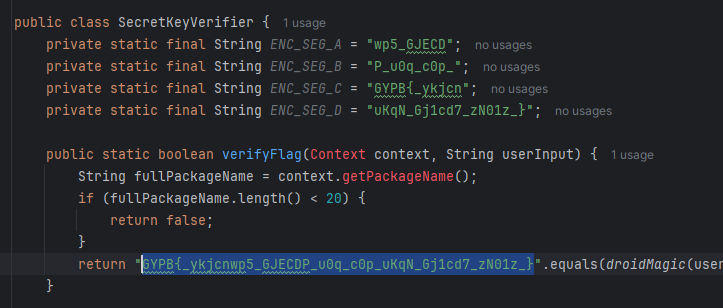 public class SecretKeyVerifier { 1 usage
private static final String ENC_SEG_A = "wp5_GJECD"; no usages
private static final String ENC_SEG_B = "P_u0q_c0p_"; no usages
private static final String ENC_SEG_C = "GYPB{_ykjcn"; no usages
private static final String ENC_SEG_D = "uKqN_Gj1cd7_zN01z_}"; no usages
public static boolean verifyFlag(Context context, String userInput) { 1 usage
String fullPackageName = context.getPackageName();
if (fullPackageName.length() < 20) {
return false;
}
return "GYPB{_ykjcnwp5_GJECDP_u0q_c0p_uKqN_Gj1cd7_zN01z_}".equals(droidMagic(user
}